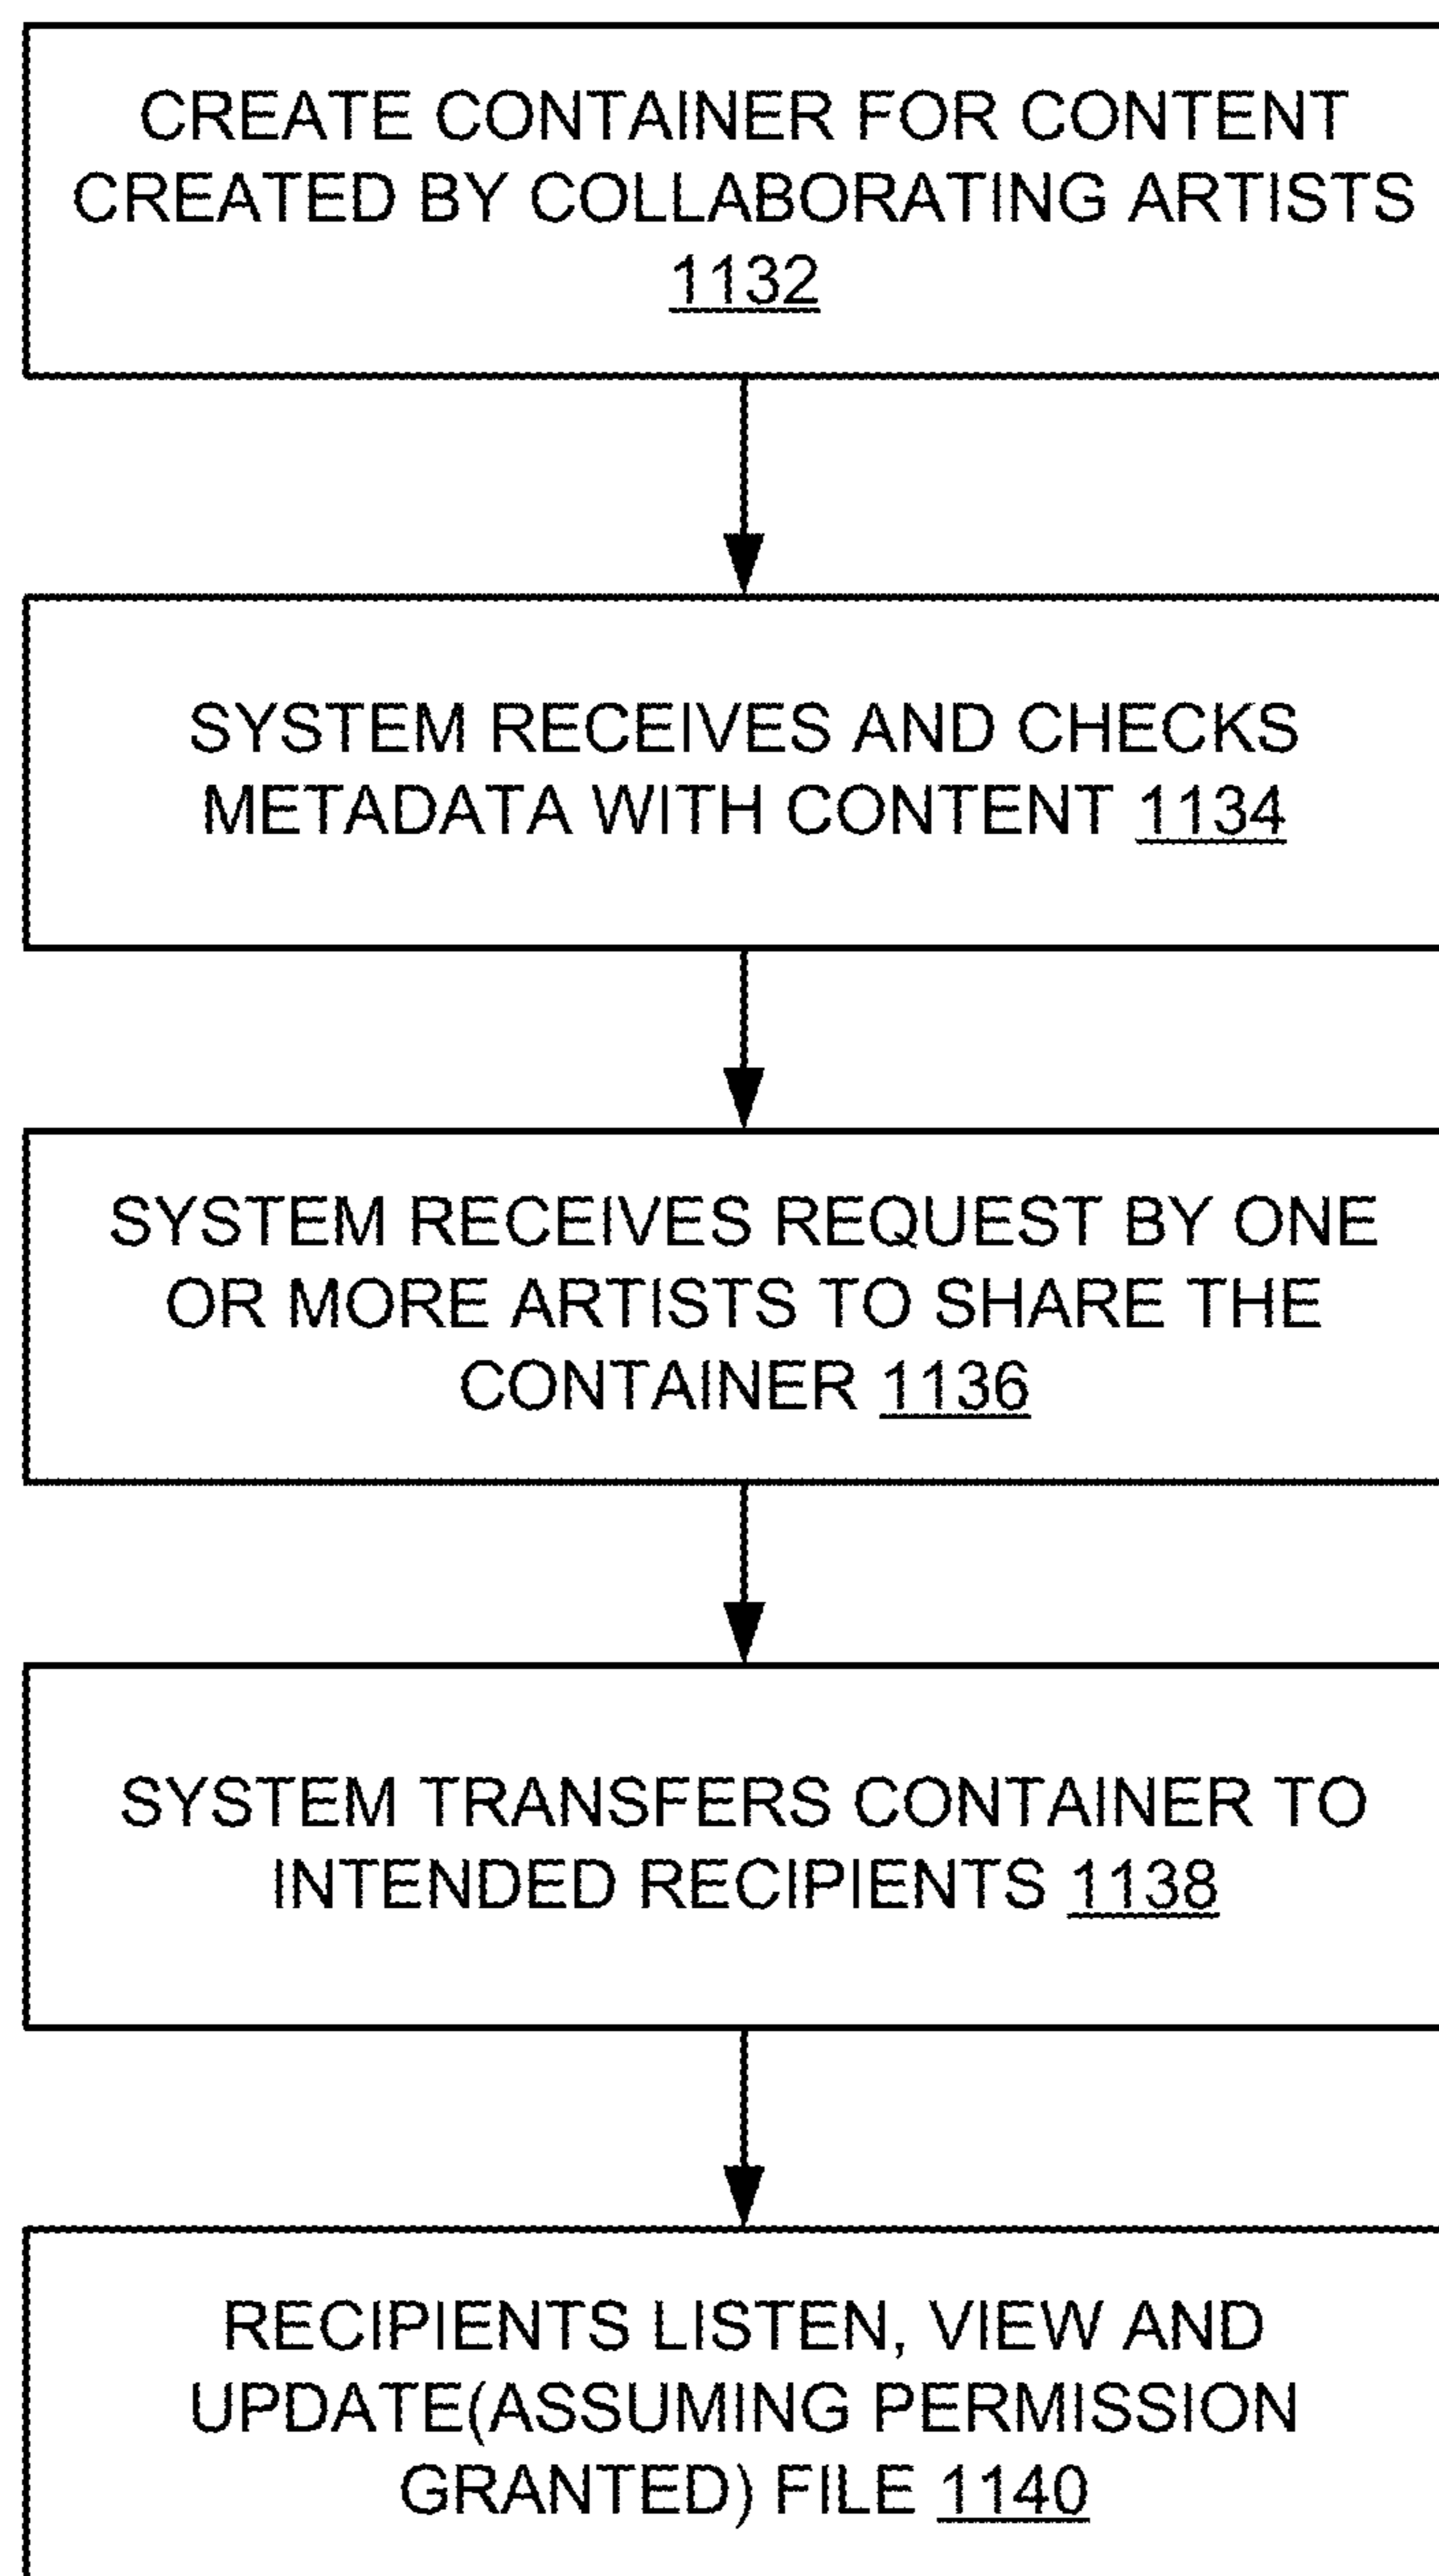 CREATE CONTAINER FOR CONTENT
CREATED BY COLLABORATING ARTISTS
1132
SYSTEM RECEIVES AND CHECKS
METADATA WITH CONTENT 1134
SYSTEM RECEIVES REQUEST BY ONE
OR MORE ARTISTS TO SHARE THE
CONTAINER 1136
SYSTEM TRANSFERS CONTAINER TO
INTENDED RECIPIENTS 1138
RECIPIENTS LISTEN, VIEW AND
UPDATE(ASSUMING PERMISSION
GRANTED) FILE 1140